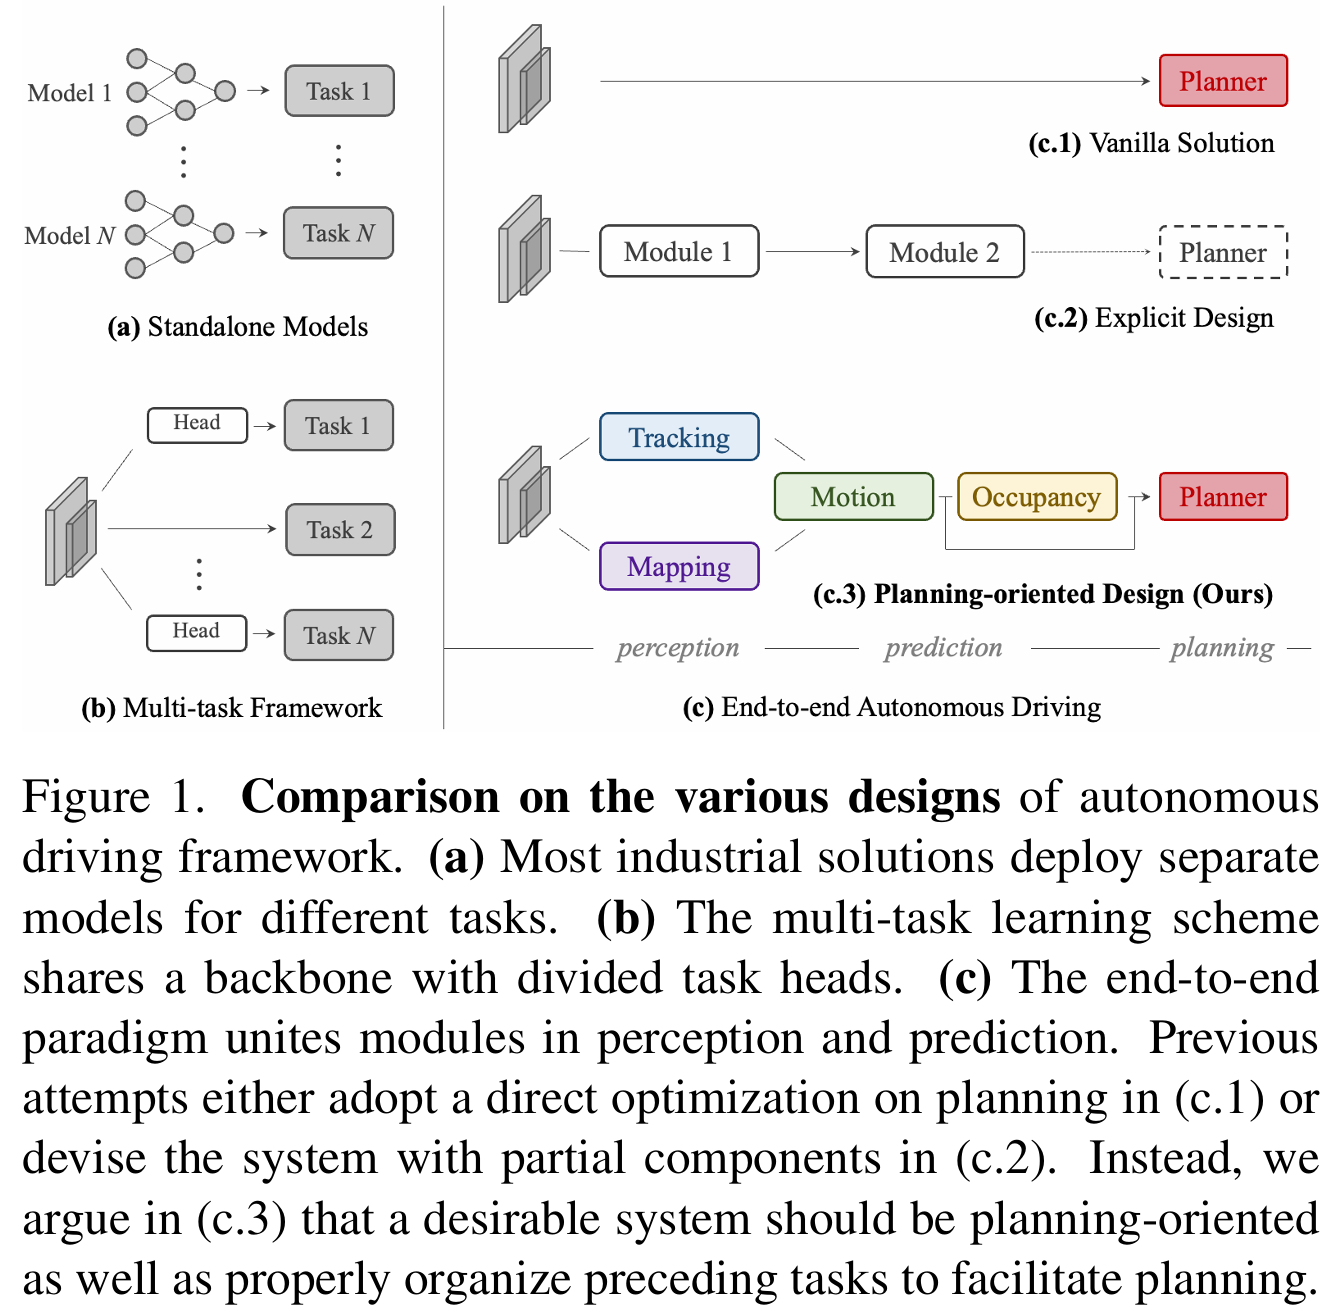 Model 1
Task 1
Model N
Task N
(a) Standalone Models
Head
Task 1
Task 2
Head
Task N
(b) Multi-task Framework
Planner
(c.1) Vanilla Solution
Module 1
Module 2
Planner
(c.2) Explicit Design
Tracking
Motion
Occupancy
Planner
Mapping
(c.3) Planning-oriented Design (Ours)
perception
prediction
planning
(c) End-to-end Autonomous Driving
Figure 1. Comparison on the various designs of autonomous
driving framework. (a) Most industrial solutions deploy separate
models for different tasks. (b) The multi-task learning scheme
shares a backbone with divided task heads. (c) The end-to-end
paradigm unites modules in perception and prediction. Previous
attempts either adopt a direct optimization on planning in (c.1) or
devise the system with partial components in (c.2). Instead, we
argue in (c.3) that a desirable system should be planning-oriented
as well as properly organize preceding tasks to facilitate planning.